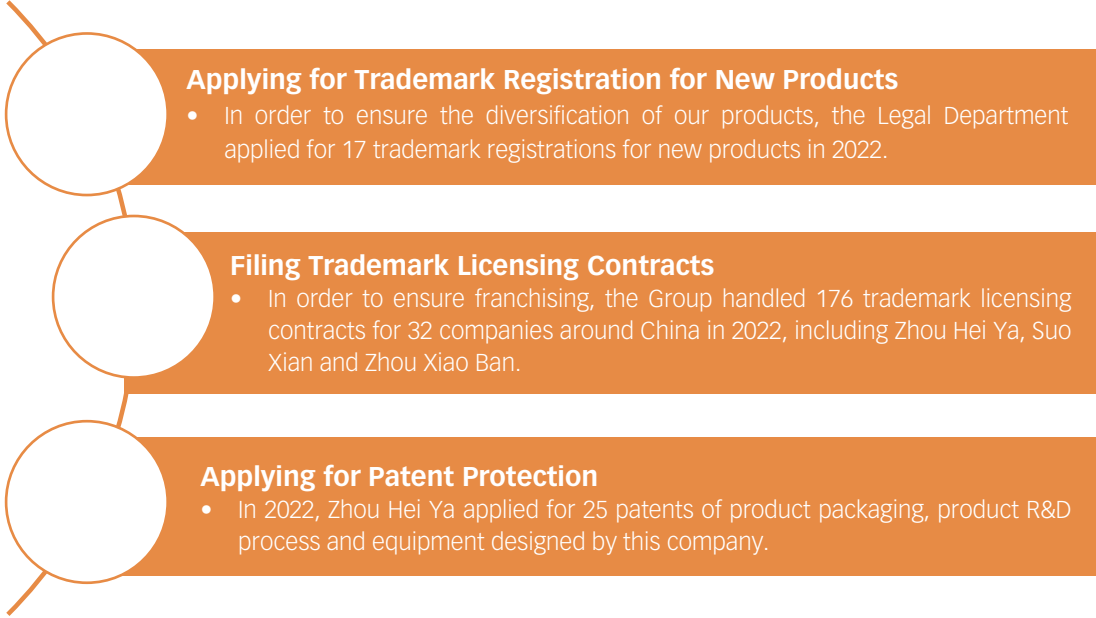 Applying for Trademark Registration for New Products
• In order to ensure the diversification of our products, the Legal Department
applied for 17 trademark registrations for new products in 2022.
Filing Trademark Licensing Contracts
• In order to ensure franchising, the Group handled 176 trademark licensing
contracts for 32 companies around China in 2022, including Zhou Hei Ya, Suo
Xian and Zhou Xiao Ban.
Applying for Patent Protection
• In 2022, Zhou Hei Ya applied for 25 patents of product packaging, product R&D
process and equipment designed by this company.